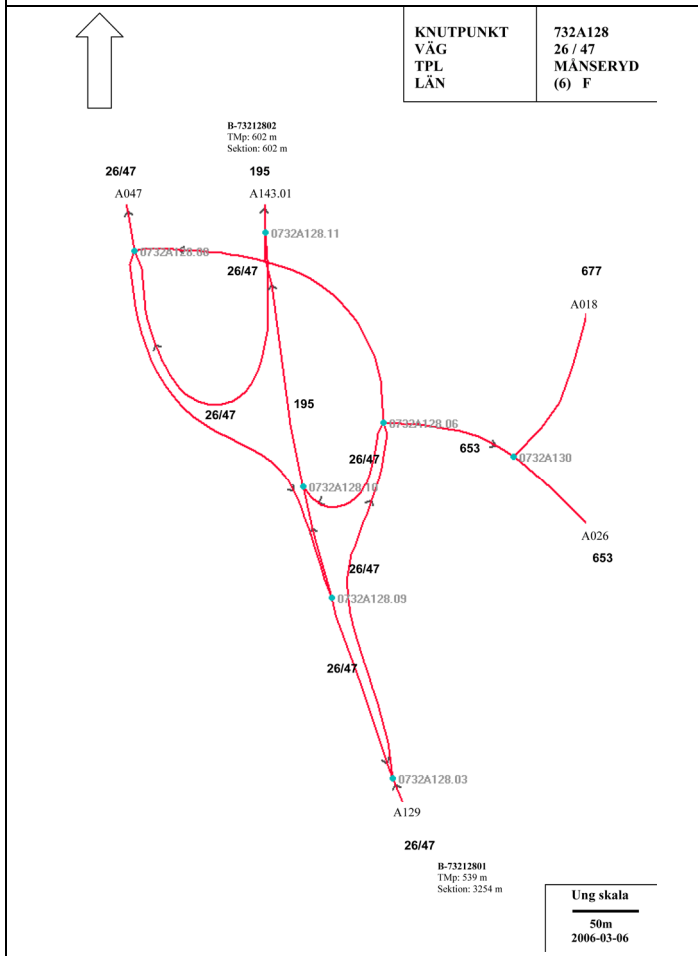 KNUTPUNKT 732A128
VÄG 26 / 47
TPL MÅNSERYD
LÄN (6) F
B-73212802
TMp: 602 m
Sektion: 602 m
26/47 195
A047 A143.01
0732A128.11
0732A128.08
26/47
677
A018
195
26/47
0732A128.06
653
26/47
0732A130
0732A128.10
A026
653
26/47
0732A128.09
26/47
0732A128.03
A129
26/47
B-73212801
TMp: 539 m
Sektion: 3254 m
Ung skala
50m
2006-03-06